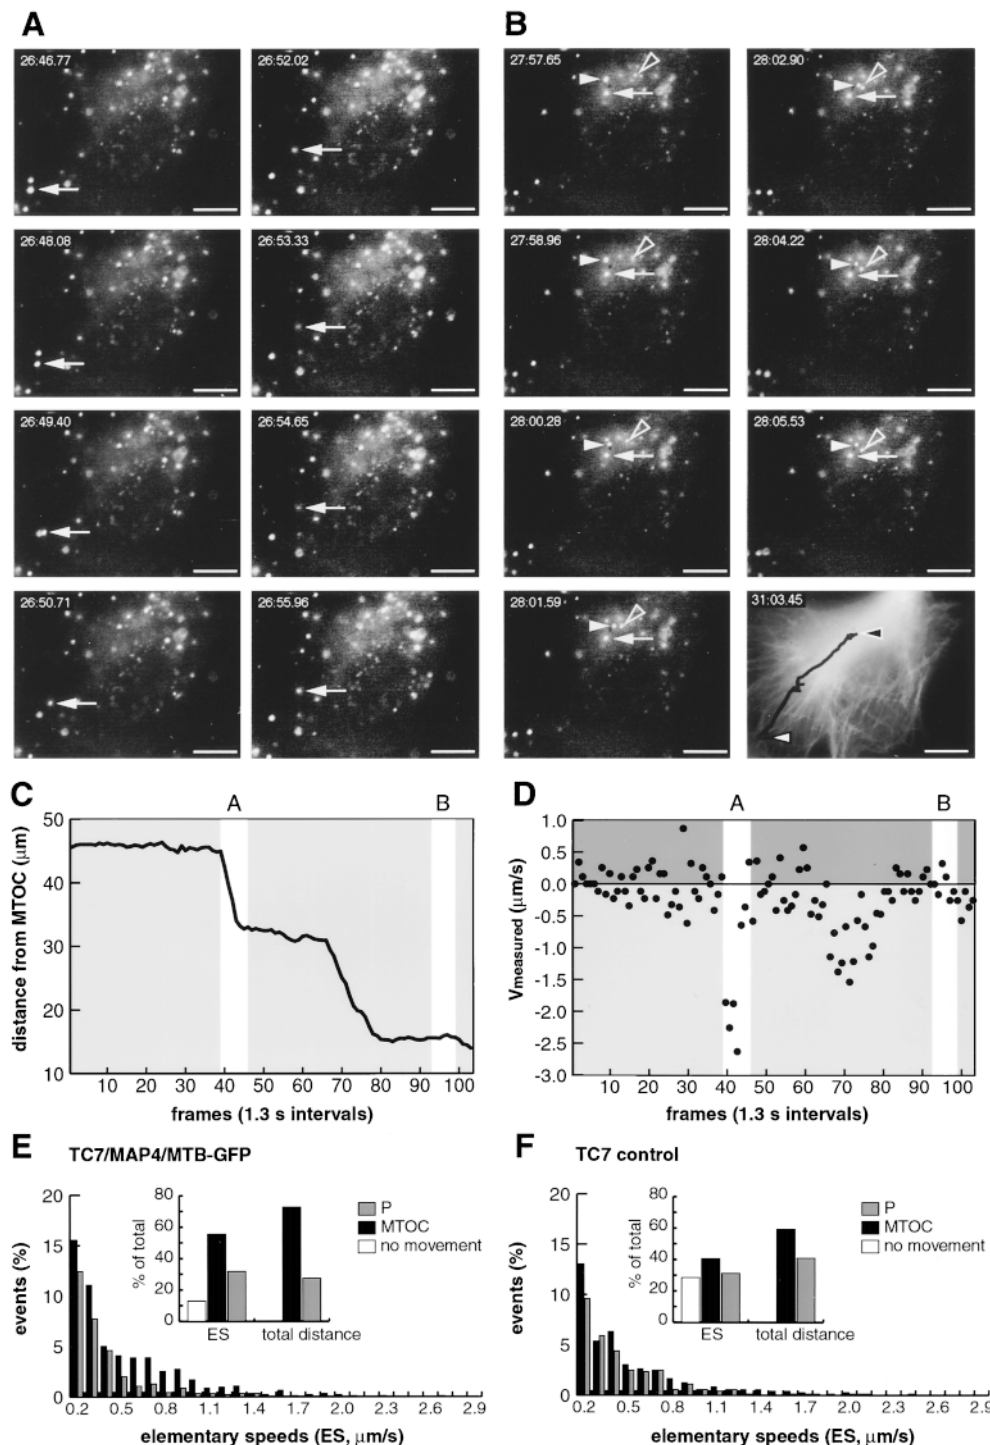 A
B
26:46.77
26:52.02
27:57.65
28:02.90
26:48.08
26:53.33
27:58.96
28:04.22
26:49.40
26:54.65
28:00.28
28:05.53
26:50.71
26:55.96
28:01.59
31:03.45
C
A
B
50
40
30
20
10
distance from MTOC (μm)
10 20 30 40 50 60 70 80 90 100
frames (1.3 s intervals)
D
A
B
1.0
0.5
0.0
-0.5
-1.0
-1.5
-2.0
-2.5
-3.0
Vmeasured (μm/s)
0 10 20 30 40 50 60 70 80 90 100
frames (1.3 s intervals)
E TC7/MAP4/MTB-GFP
20
15
10
5
0
events (%)
80
60
40
20
0
% of total
ES total distance
P
MTOC
no movement
0.2 0.5 0.8 1.1 1.4 1.7 2.0 2.3 2.6 2.9
elementary speeds (ES, μm/s)
F TC7 control
20
15
10
5
0
events (%)
80
60
40
20
0
% of total
ES total distance
P
MTOC
no movement
0.2 0.5 0.8 1.1 1.4 1.7 2.0 2.3 2.6 2.9
elementary speeds (ES, μm/s)